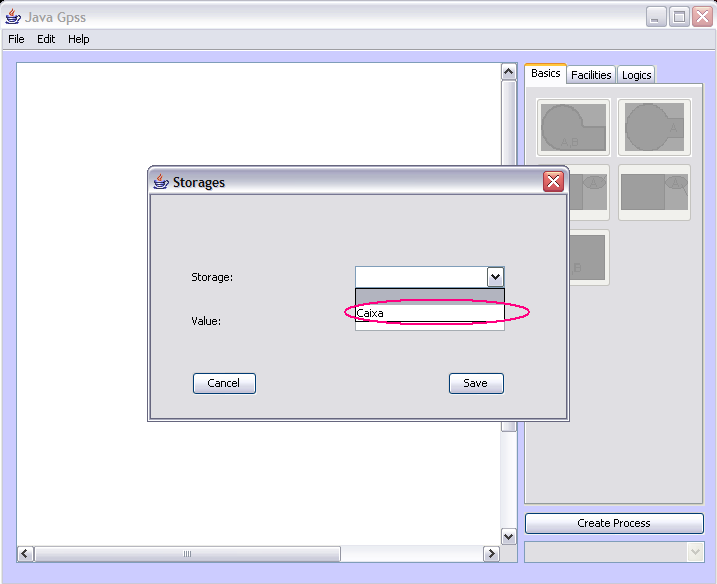 Java Gpss
File Edit Help
Basics Facilities Logics
A B
A
Storages
A
B
Storage:
Caixa
Value:
Cancel Save
Create Process